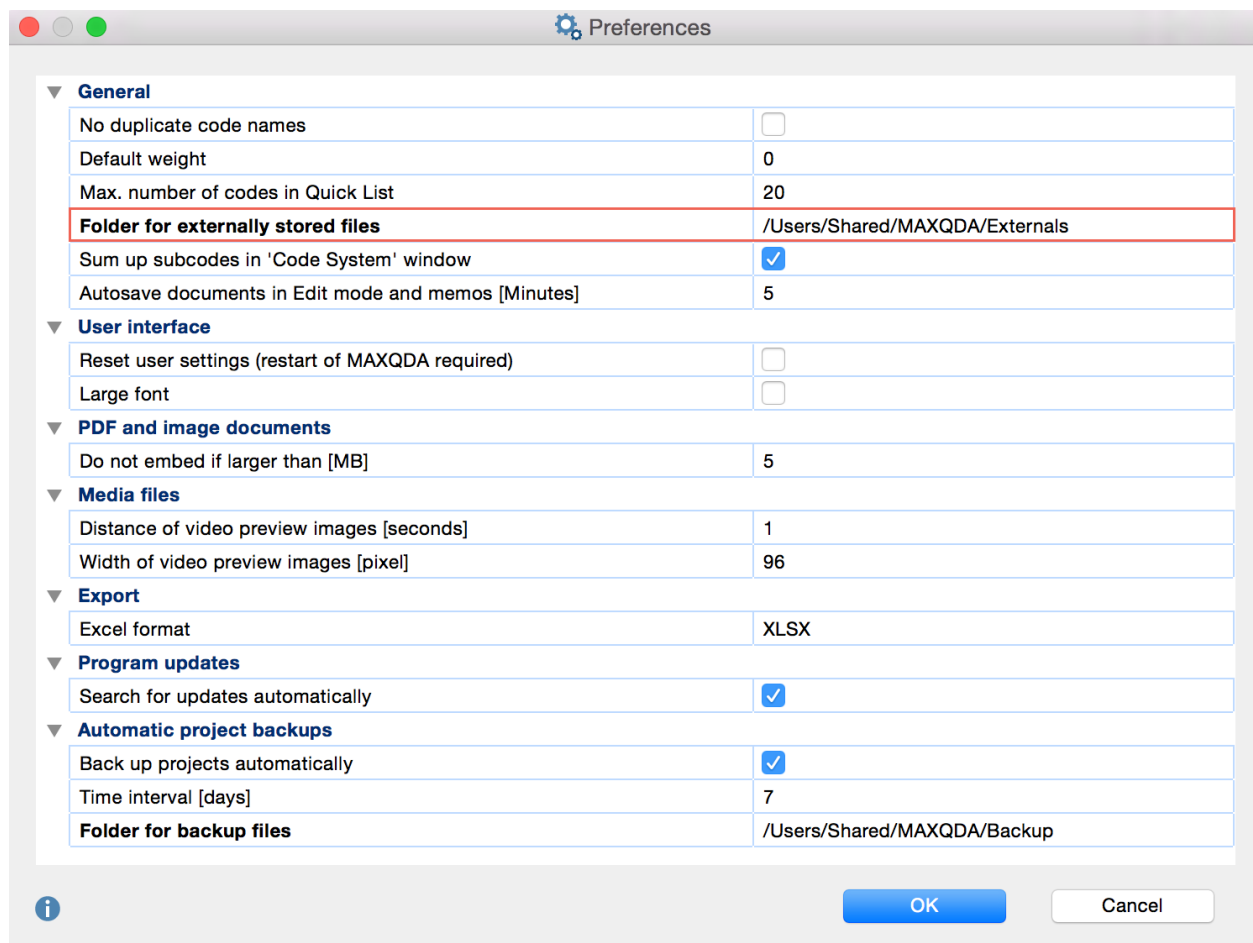 Preferences
General
No duplicate code names
Default weight 0
Max. number of codes in Quick List 20
Folder for externally stored files /Users/Shared/MAXQDA/Externals
Sum up subcodes in 'Code System' window
Autosave documents in Edit mode and memos [Minutes] 5
User interface
Reset user settings (restart of MAXQDA required)
Large font
PDF and image documents
Do not embed if larger than [MB] 5
Media files
Distance of video preview images [seconds] 1
Width of video preview images [pixel] 96
Export
Excel format XLSX
Program updates
Search for updates automatically
Automatic project backups
Back up projects automatically
Time interval [days] 7
Folder for backup files /Users/Shared/MAXQDA/Backup
OK Cancel